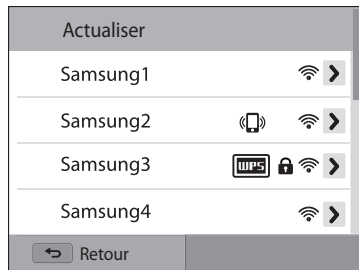 Actualiser
Samsung1
Samsung2
Samsung3 WPS
Samsung4
Retour